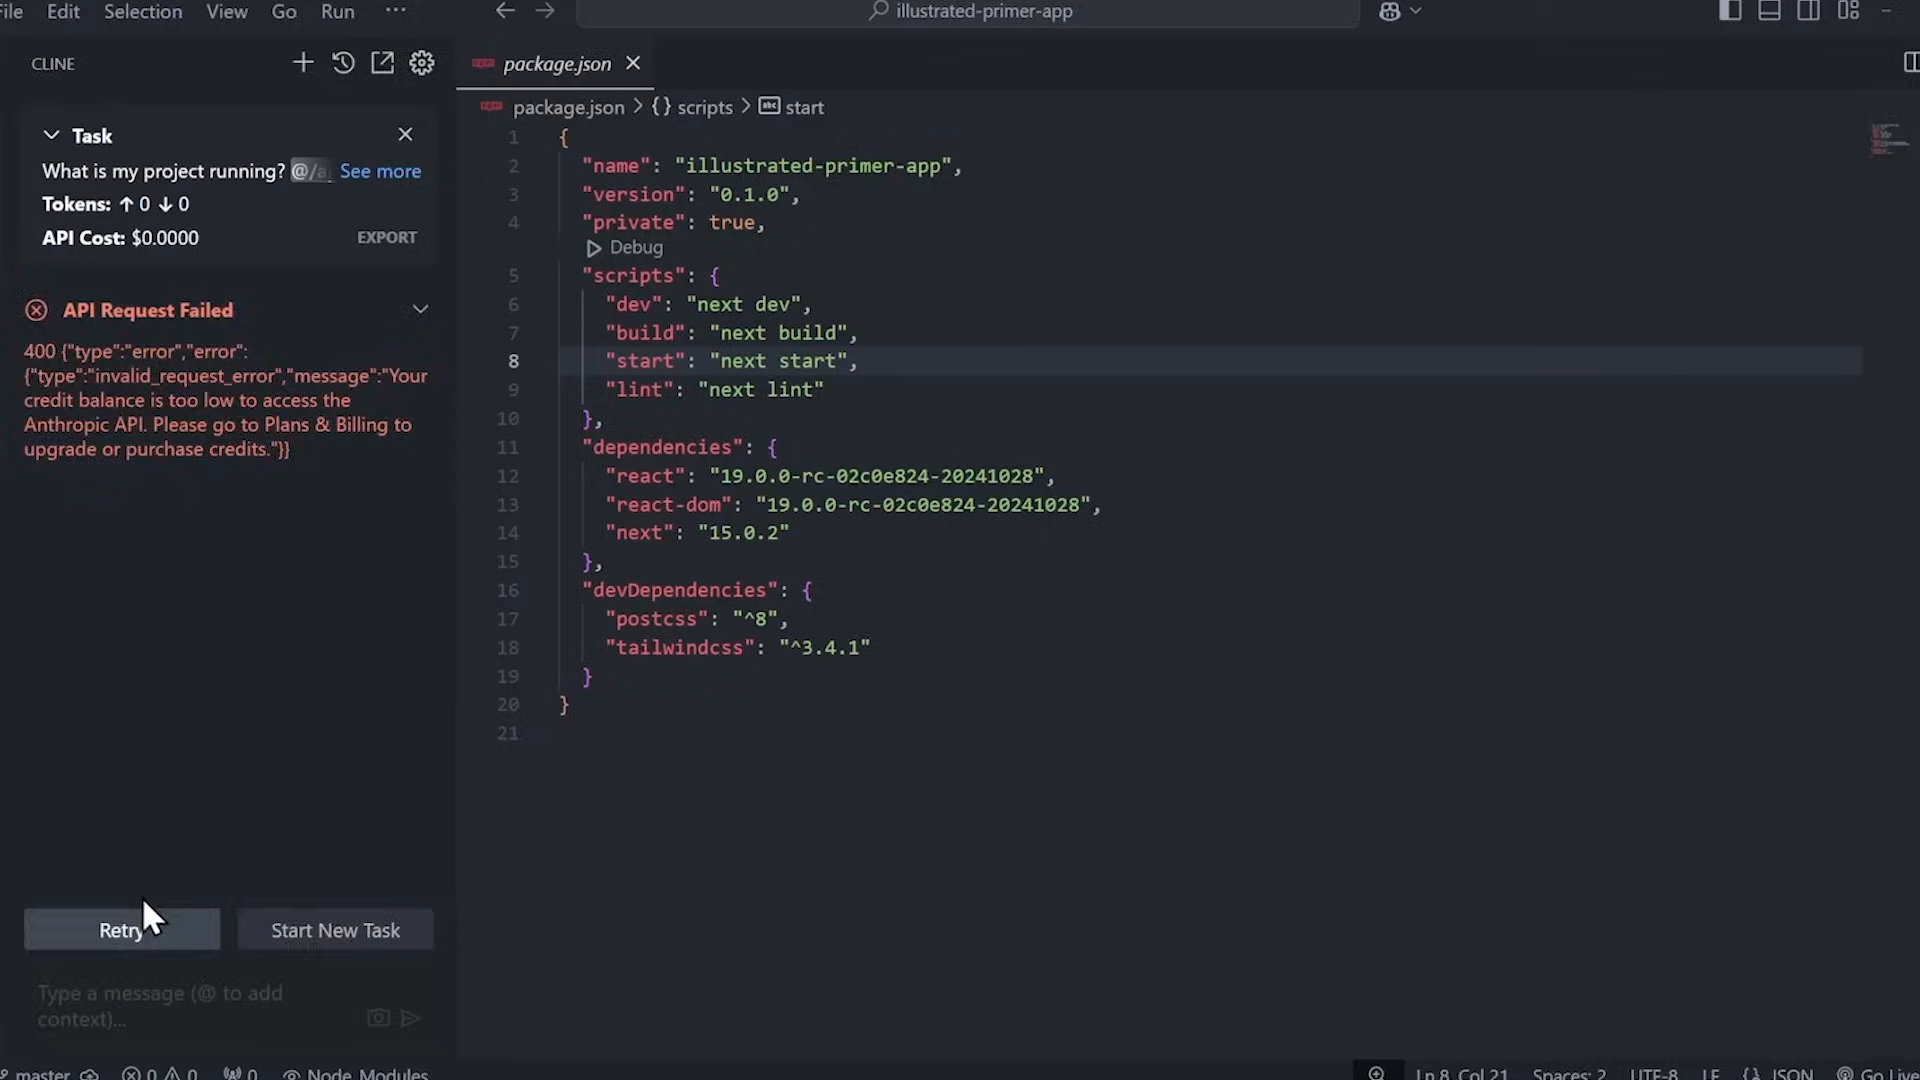 File Edit Selection View Go Run ···
illustrated-primer-app
CLINE
Task
What is my project running? @/a See more
Tokens: ↑ 0 ↓ 0
API Cost: $0.0000 EXPORT
API Request Failed
400 {"type":"error","error":
{"type":"invalid_request_error","message":"Your
credit balance is too low to access the
Anthropic API. Please go to Plans & Billing to
upgrade or purchase credits."}}
Retry Start New Task
Type a message (@ to add
context)...
package.json
package.json > {} scripts > abc start
1 {
2 "name": "illustrated-primer-app",
3 "version": "0.1.0",
4 "private": true,
Debug
5 "scripts": {
6 "dev": "next dev",
7 "build": "next build",
8 "start": "next start",
9 "lint": "next lint"
10 },
11 "dependencies": {
12 "react": "19.0.0-rc-02c0e824-20241028",
13 "react-dom": "19.0.0-rc-02c0e824-20241028",
14 "next": "15.0.2"
15 },
16 "devDependencies": {
17 "postcss": "^8",
18 "tailwindcss": "^3.4.1"
19 }
20 }
21
master 0 0 0 Node_Modules Ln 8, Col 21 Spaces: 2 UTF-8 LF {} JSON Go Live